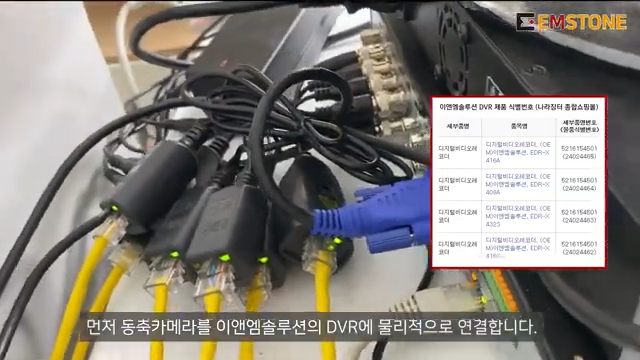 EMSTONE
이앤엠솔루션 DVR 제품 식별번호 (나라장터 종합쇼핑몰)
세부품명 품목명 세부품명번호
(물품식별번호)
디지털비디오레코더 디지털비디오레코더, (OEM)이앤엠솔루션, EDR-X416A 5216154501
(24024465)
디지털비디오레코더 디지털비디오레코더, (OEM)이앤엠솔루션, EDR-X408A 5216154501
(24024464)
디지털비디오레코더 디지털비디오레코더, (OEM)이앤엠솔루션, EDR-X432S 5216154501
(24024463)
디지털비디오레코더 디지털비디오레코더, (OEM)이앤엠솔루션, EDR-X416S 5216154501
(24024462)
먼저 동축카메라를 이앤엠솔루션의 DVR에 물리적으로 연결합니다.